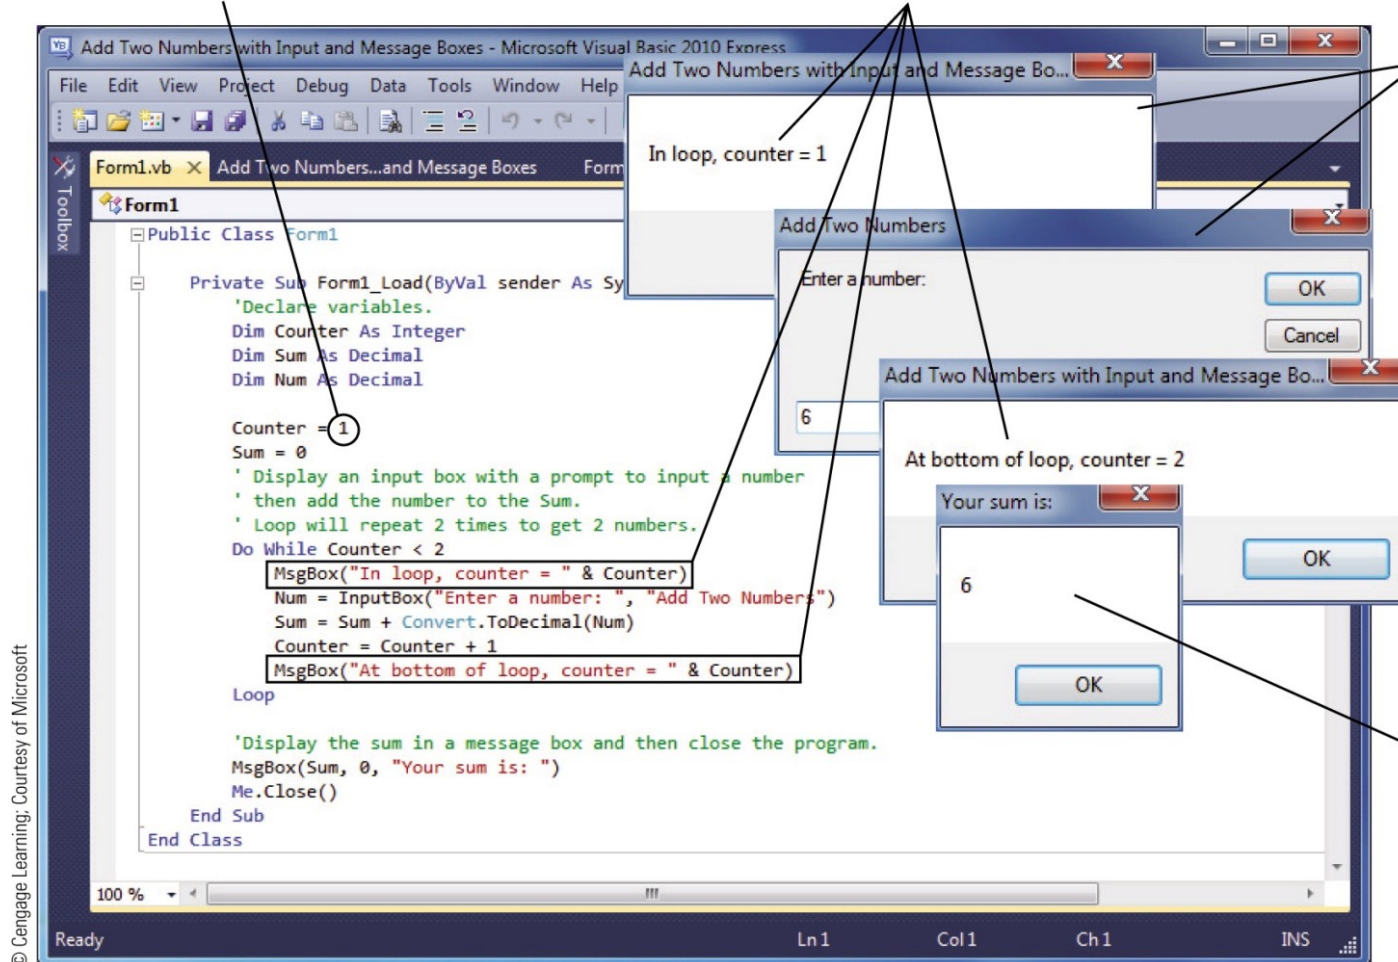 Add Two Numbers with Input and Message Boxes - Microsoft Visual Basic 2010 Express
File Edit View Project Debug Data Tools Window Help
Toolbox
Form1.vb Add Two Numbers...and Message Boxes Form
Form1
Public Class Form1
Private Sub Form1_Load(ByVal sender As Sy
'Declare variables.
Dim Counter As Integer
Dim Sum As Decimal
Dim Num As Decimal
Counter = 1
Sum = 0
' Display an input box with a prompt to input a number
' then add the number to the Sum.
' Loop will repeat 2 times to get 2 numbers.
Do While Counter < 2
MsgBox("In loop, counter = " & Counter)
Num = InputBox("Enter a number: ", "Add Two Numbers")
Sum = Sum + Convert.ToDecimal(Num)
Counter = Counter + 1
MsgBox("At bottom of loop, counter = " & Counter)
Loop
'Display the sum in a message box and then close the program.
MsgBox(Sum, 0, "Your sum is: ")
Me.Close()
End Sub
End Class
100 %
Ready Ln 1 Col 1 Ch 1 INS
Add Two Numbers with Input and Message Bo...
In loop, counter = 1
Add Two Numbers
Enter a number:
OK
Cancel
6
Add Two Numbers with Input and Message Bo...
At bottom of loop, counter = 2
OK
Your sum is:
6
OK
© Cengage Learning; Courtesy of Microsoft